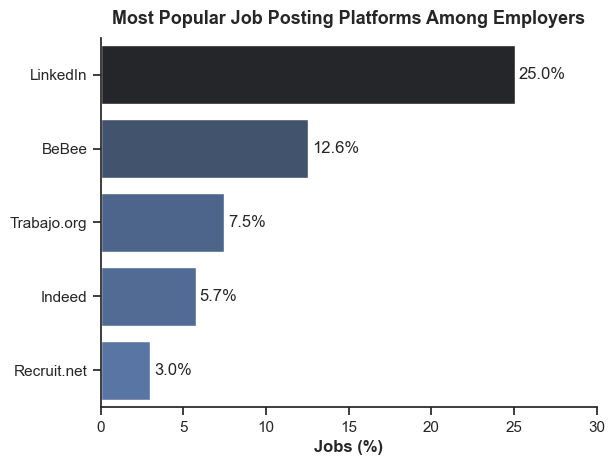 Most Popular Job Posting Platforms Among Employers
LinkedIn
25.0%
BeBee
12.6%
Trabajo.org
7.5%
Indeed
5.7%
Recruit.net
3.0%
0 5 10 15 20 25 30
Jobs (%)